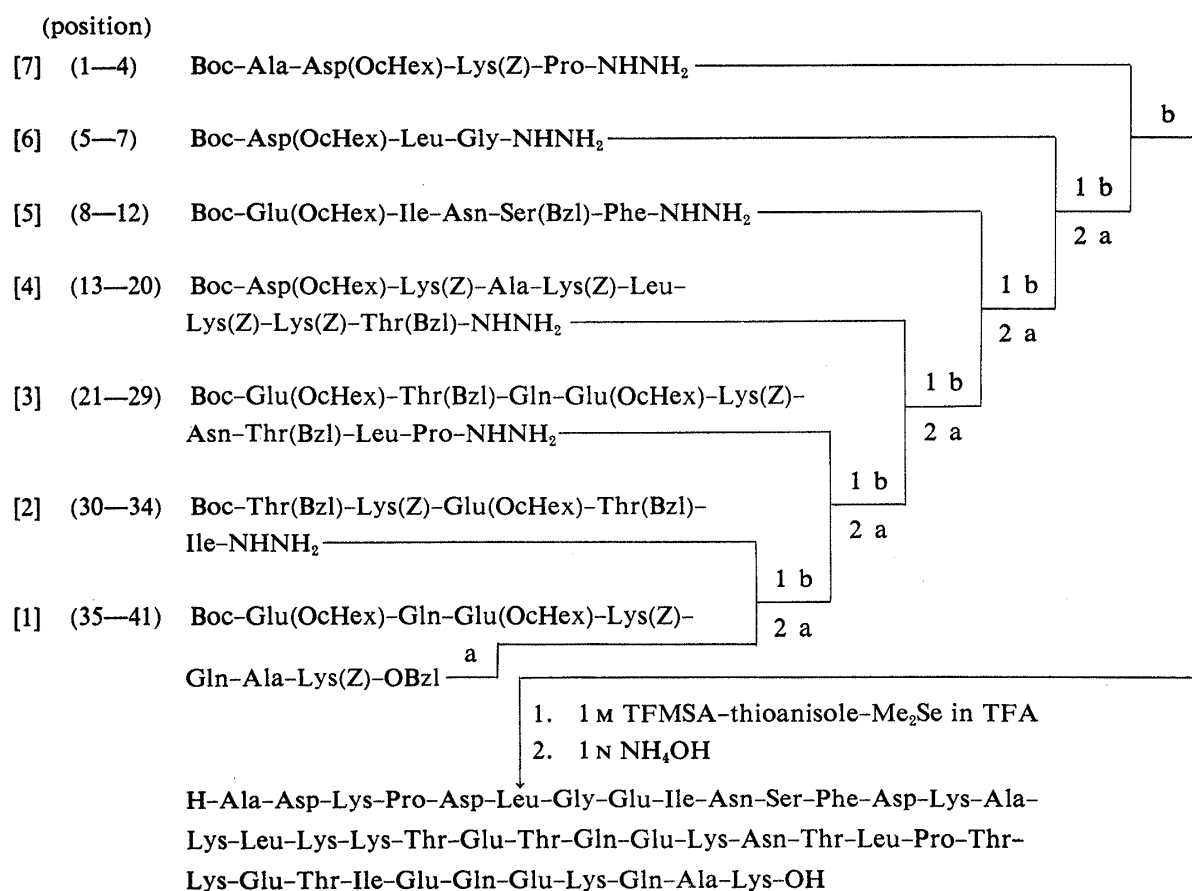 (position)
[7] (1—4) Boc–Ala–Asp(OcHex)–Lys(Z)–Pro–NHNH₂
b
[6] (5—7) Boc–Asp(OcHex)–Leu–Gly–NHNH₂
1 b
2 a
[5] (8—12) Boc–Glu(OcHex)–Ile–Asn–Ser(Bzl)–Phe–NHNH₂
1 b
2 a
[4] (13—20) Boc–Asp(OcHex)–Lys(Z)–Ala–Lys(Z)–Leu–
Lys(Z)–Lys(Z)–Thr(Bzl)–NHNH₂
1 b
2 a
[3] (21—29) Boc–Glu(OcHex)–Thr(Bzl)–Gln–Glu(OcHex)–Lys(Z)–
Asn–Thr(Bzl)–Leu–Pro–NHNH₂
1 b
2 a
[2] (30—34) Boc–Thr(Bzl)–Lys(Z)–Glu(OcHex)–Thr(Bzl)–
Ile–NHNH₂
1 b
2 a
[1] (35—41) Boc–Glu(OcHex)–Gln–Glu(OcHex)–Lys(Z)–
Gln–Ala–Lys(Z)–OBzl
a
1. 1 M TFMSA–thioanisole–Me₂Se in TFA
2. 1 N NH₄OH
H–Ala–Asp–Lys–Pro–Asp–Leu–Gly–Glu–Ile–Asn–Ser–Phe–Asp–Lys–Ala–
Lys–Leu–Lys–Lys–Thr–Glu–Thr–Gln–Glu–Lys–Asn–Thr–Leu–Pro–Thr–
Lys–Glu–Thr–Ile–Glu–Gln–Glu–Lys–Gln–Ala–Lys–OH